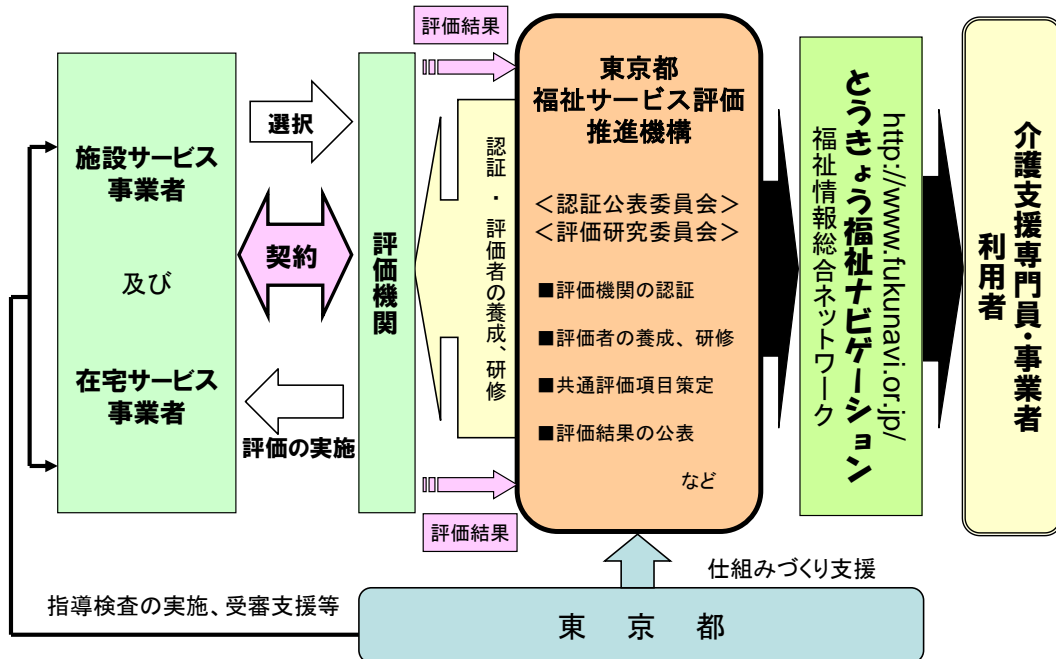 施設サービス
事業者
及び
在宅サービス
事業者
選択
契約
評価の実施
評価機関
評価結果
認証・評価者の養成、研修
評価結果
東京都
福祉サービス評価
推進機構
＜認証公表委員会＞
＜評価研究委員会＞
■評価機関の認証
■評価者の養成、研修
■共通評価項目策定
■評価結果の公表
など
http://www.fukunavi.or.jp/
とうきょう福祉ナビゲーション
福祉情報総合ネットワーク
介護支援専門員・事業者
利用者
仕組みづくり支援
指導検査の実施、受審支援等
東京都